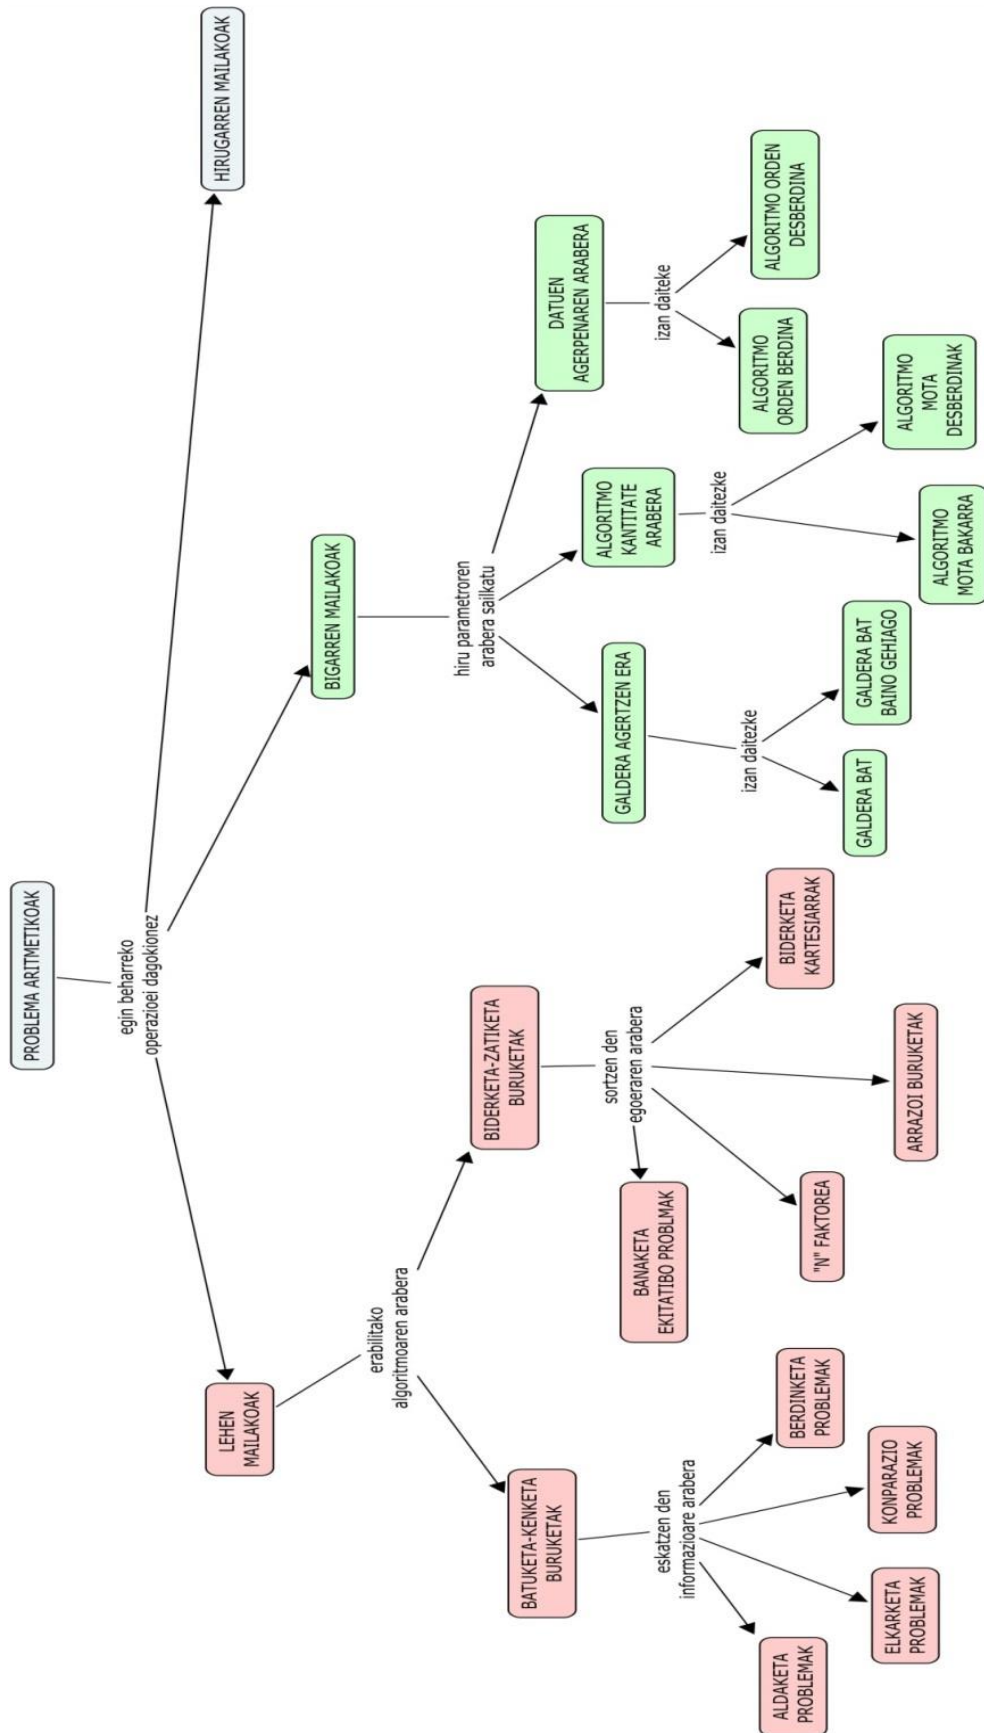 PROBLEMA ARITMETIKOAK
egin beharreko
operazioei dagokionez
LEHEN
MAILAKOAK
BIGARREN MAILAKOAK
HIRUGARREN MAILAKOAK
erabilitako
algoritmoaren arabera
BATUKETA-KENKETA
BURUKETAK
BIDERKETA-ZATIKETA
BURUKETAK
eskatzen den
informazioare arabera
ALDAKETA
PROBLEMAK
ELKARKETA
PROBLEMAK
KONPARAZIO
PROBLEMAK
BERDINKETA
PROBLEMAK
sortzen den
egoeraren arabera
BANAKETA
EKITATIBO PROBLMAK
"N" FAKTOREA
ARRAZOI BURUKETAK
BIDERKETA
KARTESIARRAK
hiru parametroren
arabera sailkatu
GALDERA AGERTZEN ERA
izan daitezke
GALDERA BAT
GALDERA BAT
BAINO GEHIAGO
ALGORITMO
KANTITATE
ARABERA
izan daitezke
ALGORITMO
MOTA BAKARRA
ALGORITMO
MOTA
DESBERDINAK
DATUEN
AGERPENAREN ARABERA
izan daiteke
ALGORITMO
ORDEN BERDINA
ALGORITMO ORDEN
DESBERDINA